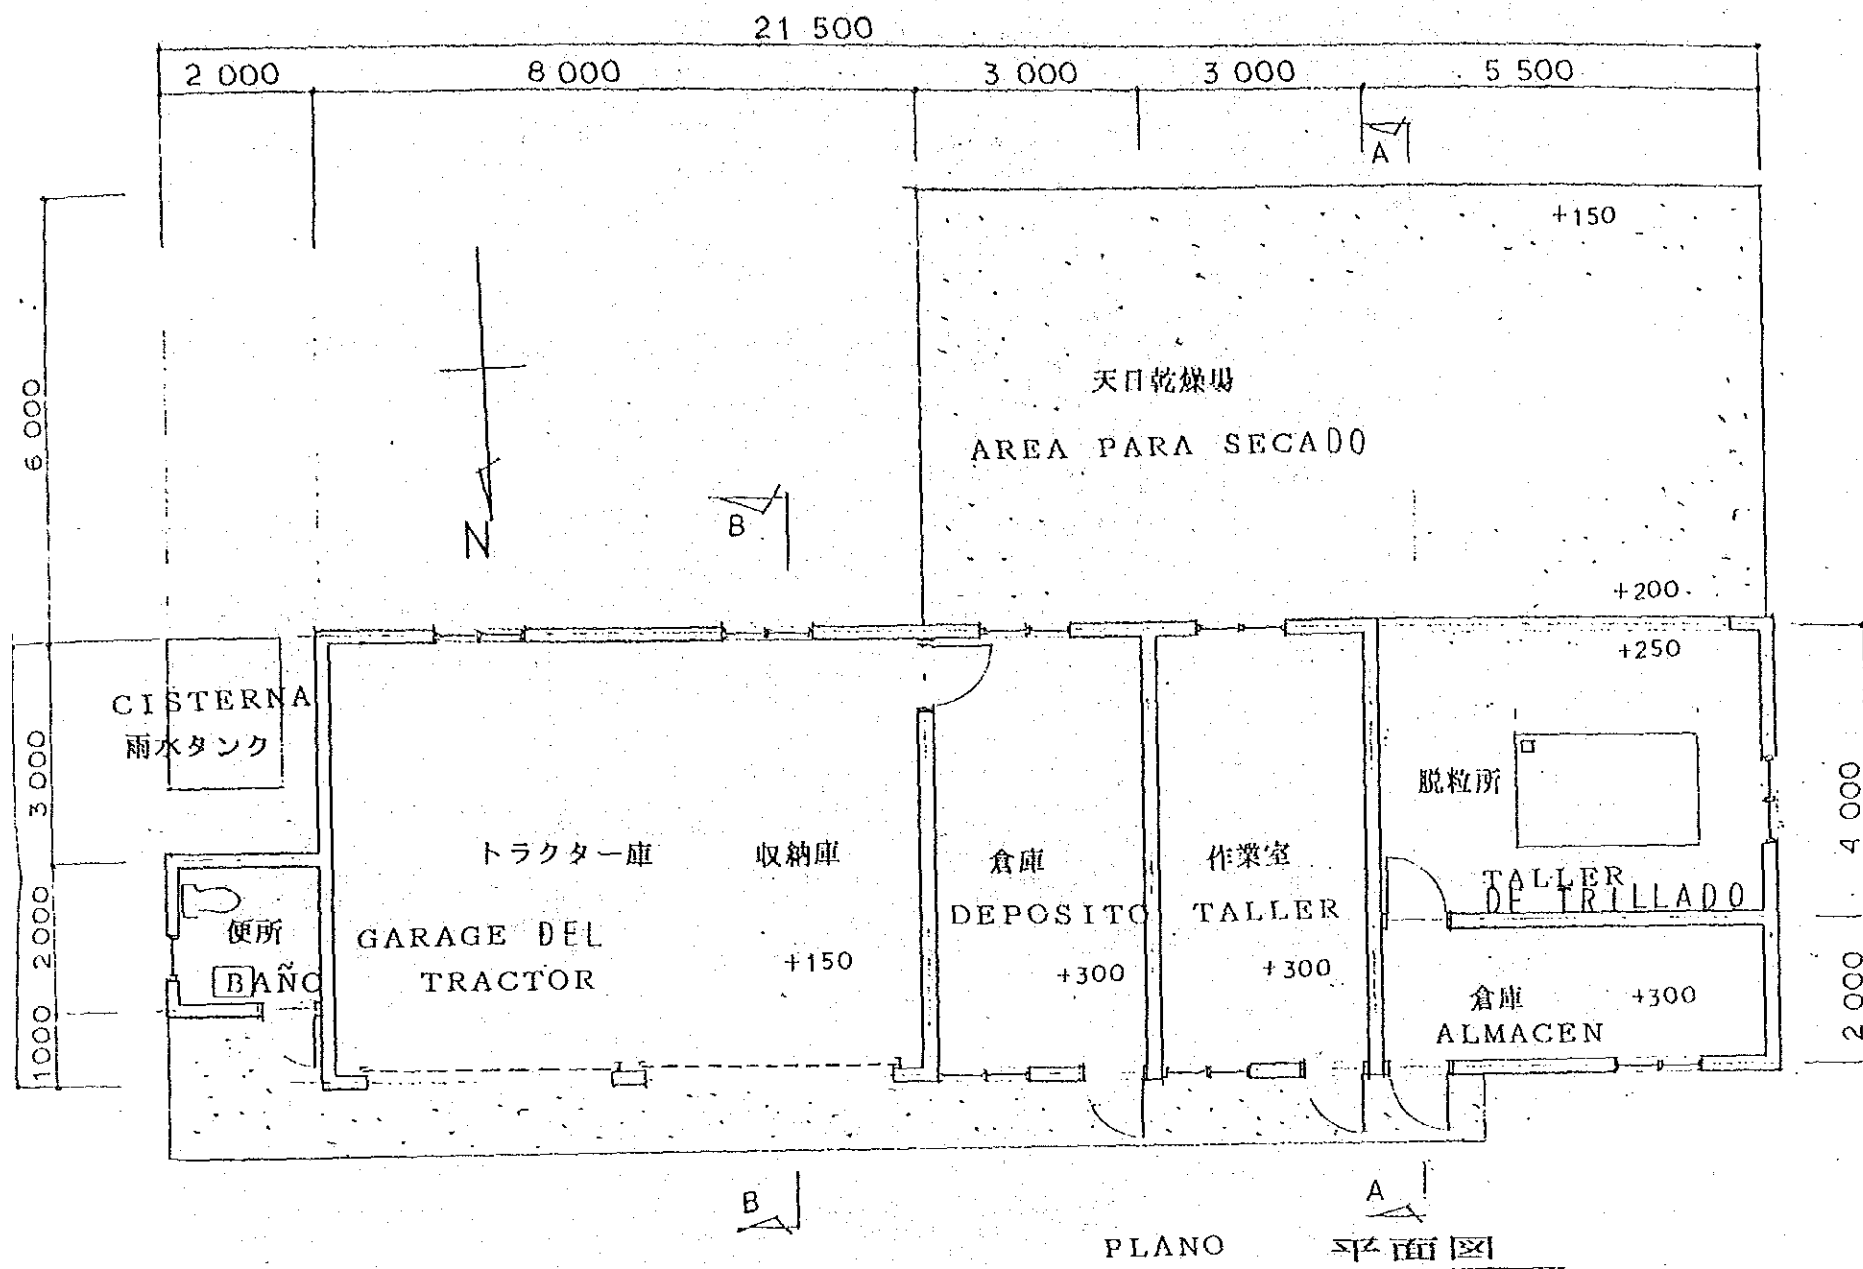 21 500
2 000 8 000 3 000 3 000 5 500
A
+150
6 000
天日乾燥場
AREA PARA SECADO
B
N
+200
+250
CISTERNA
雨水タンク
3 000
脱粒所
4 000
トラクター庫 収納庫 倉庫 作業室
TALLER
DE TRILLADO
2 000
便所
GARAGE DEL
TRACTOR
DEPOSITO
TALLER
BAÑO
+150
+300
+300
倉庫 +300
ALMACEN
2 000
1000
B
A
PLANO